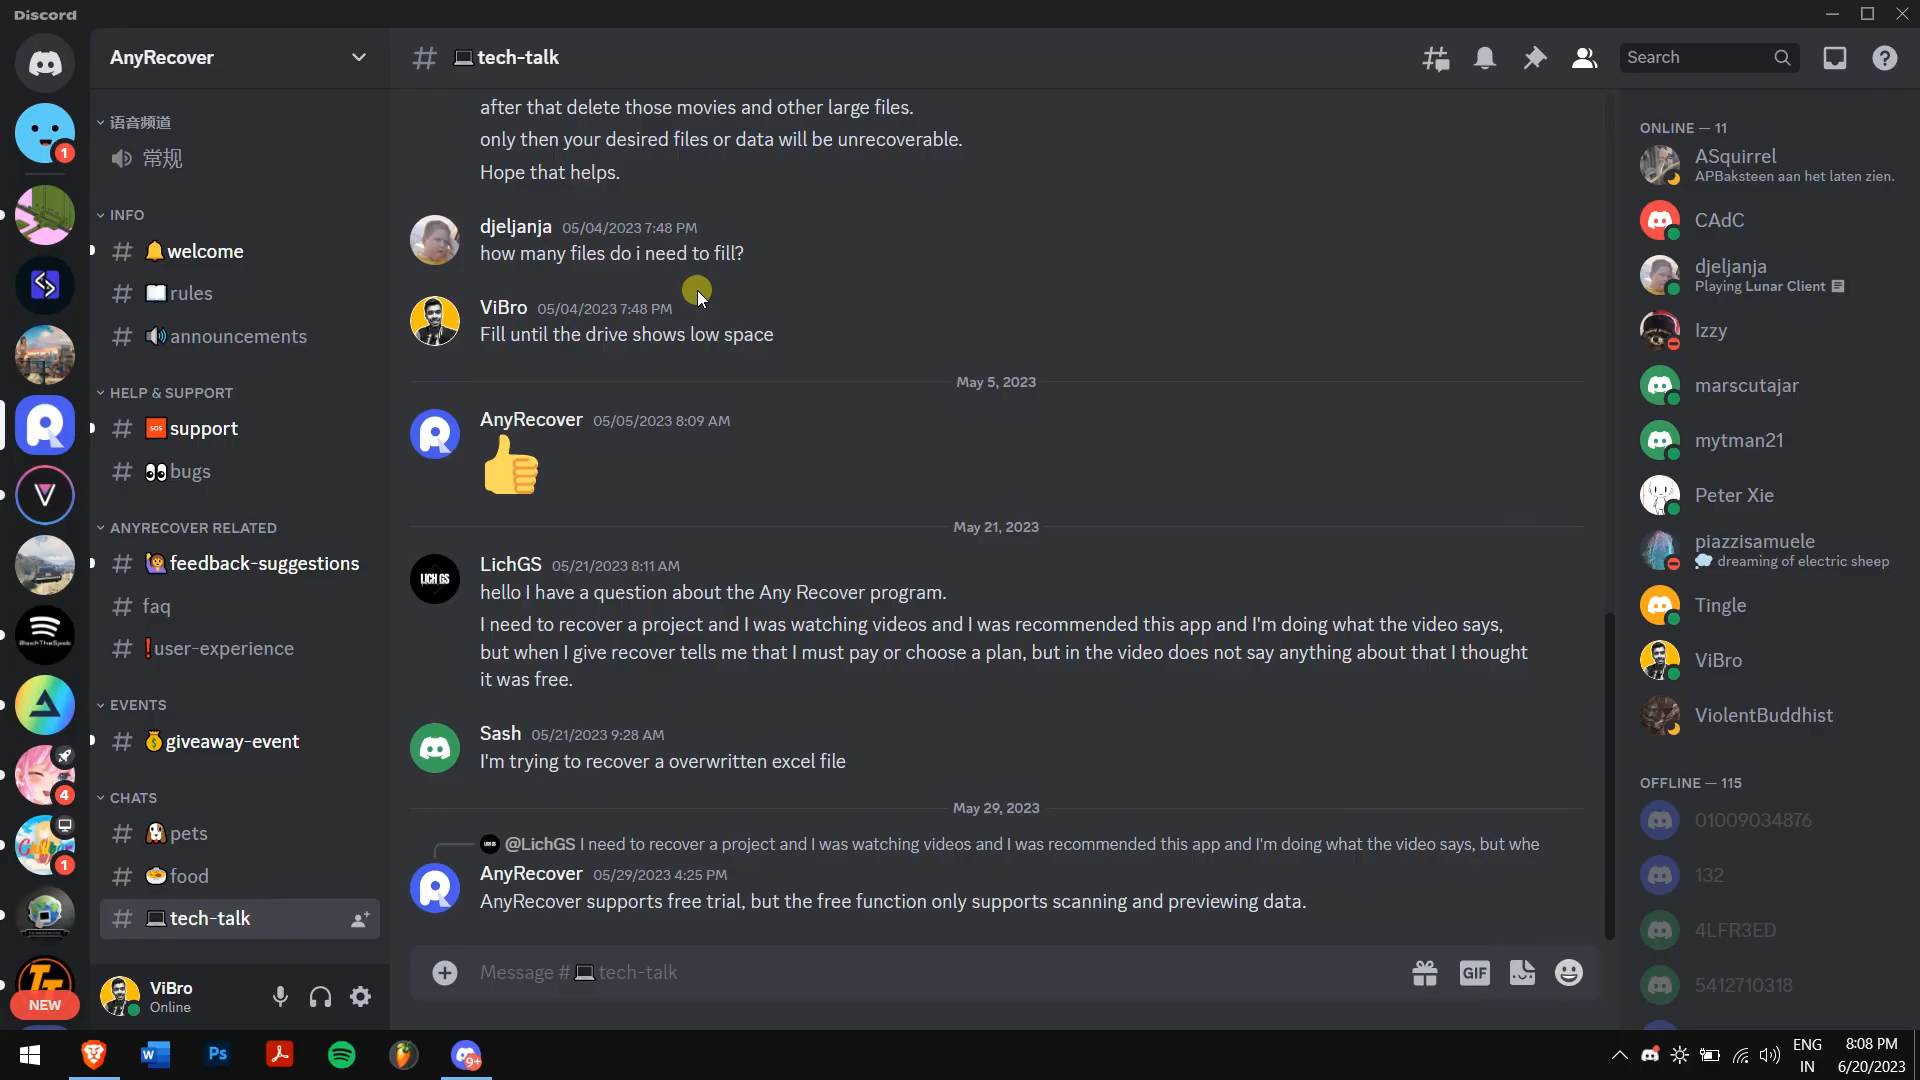 Discord
AnyRecover
语音频道
常规
INFO
welcome
rules
announcements
HELP & SUPPORT
SOS
support
bugs
ANYRECOVER RELATED
feedback-suggestions
faq
user-experience
EVENTS
giveaway-event
CHATS
pets
food
tech-talk
ViBro
Online
1
4
1
NEW
tech-talk
Search
after that delete those movies and other large files.
only then your desired files or data will be unrecoverable.
Hope that helps.
djeljanja 05/04/2023 7:48 PM
how many files do i need to fill?
ViBro 05/04/2023 7:48 PM
Fill until the drive shows low space
May 5, 2023
AnyRecover 05/05/2023 8:09 AM
May 21, 2023
LICH GS
LichGS 05/21/2023 8:11 AM
hello I have a question about the Any Recover program.
I need to recover a project and I was watching videos and I was recommended this app and I'm doing what the video says,
but when I give recover tells me that I must pay or choose a plan, but in the video does not say anything about that I thought
it was free.
Sash 05/21/2023 9:28 AM
I'm trying to recover a overwritten excel file
May 29, 2023
@LichGS I need to recover a project and I was watching videos and I was recommended this app and I'm doing what the video says, but whe
AnyRecover 05/29/2023 4:25 PM
AnyRecover supports free trial, but the free function only supports scanning and previewing data.
Message # tech-talk
GIF
ONLINE — 11
ASquirrel
APBaksteen aan het laten zien.
CAdC
djeljanja
Playing Lunar Client
Izzy
marscutajar
mytman21
Peter Xie
piazzisamuele
dreaming of electric sheep
Tingle
ViBro
ViolentBuddhist
OFFLINE — 115
01009034876
132
4LFR3ED
5412710318
Ps
9+
ENG
IN
8:08 PM
6/20/2023